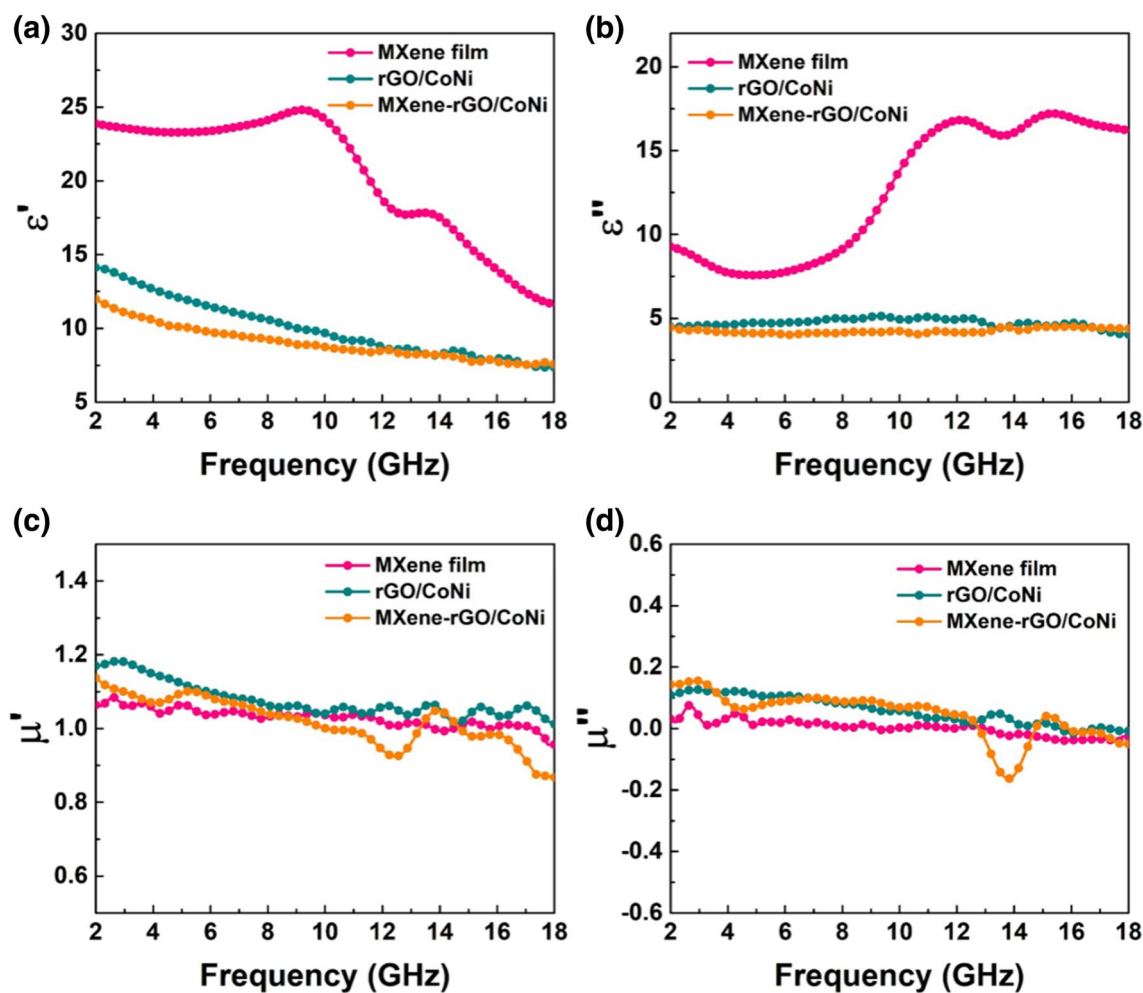 (a)
30
25
20
15
10
5
ε'
MXene film
rGO/CoNi
MXene-rGO/CoNi
2 4 6 8 10 12 14 16 18
Frequency (GHz)
(b)
20
15
10
5
0
ε"
MXene film
rGO/CoNi
MXene-rGO/CoNi
2 4 6 8 10 12 14 16 18
Frequency (GHz)
(c)
1.4
1.2
1.0
0.8
0.6
μ'
MXene film
rGO/CoNi
MXene-rGO/CoNi
2 4 6 8 10 12 14 16 18
Frequency (GHz)
(d)
0.6
0.4
0.2
0.0
-0.2
-0.4
-0.6
μ"
MXene film
rGO/CoNi
MXene-rGO/CoNi
2 4 6 8 10 12 14 16 18
Frequency (GHz)